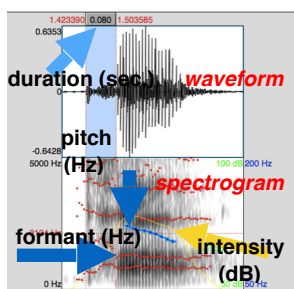 1.423390 0.080 1.503585
0.6353
duration (sec.) waveform
0
-0.6428
pitch
(Hz)
5000 Hz 100 dB 200 Hz
spectrogram
formant (Hz)
intensity
(dB)
0 Hz 50 Hz